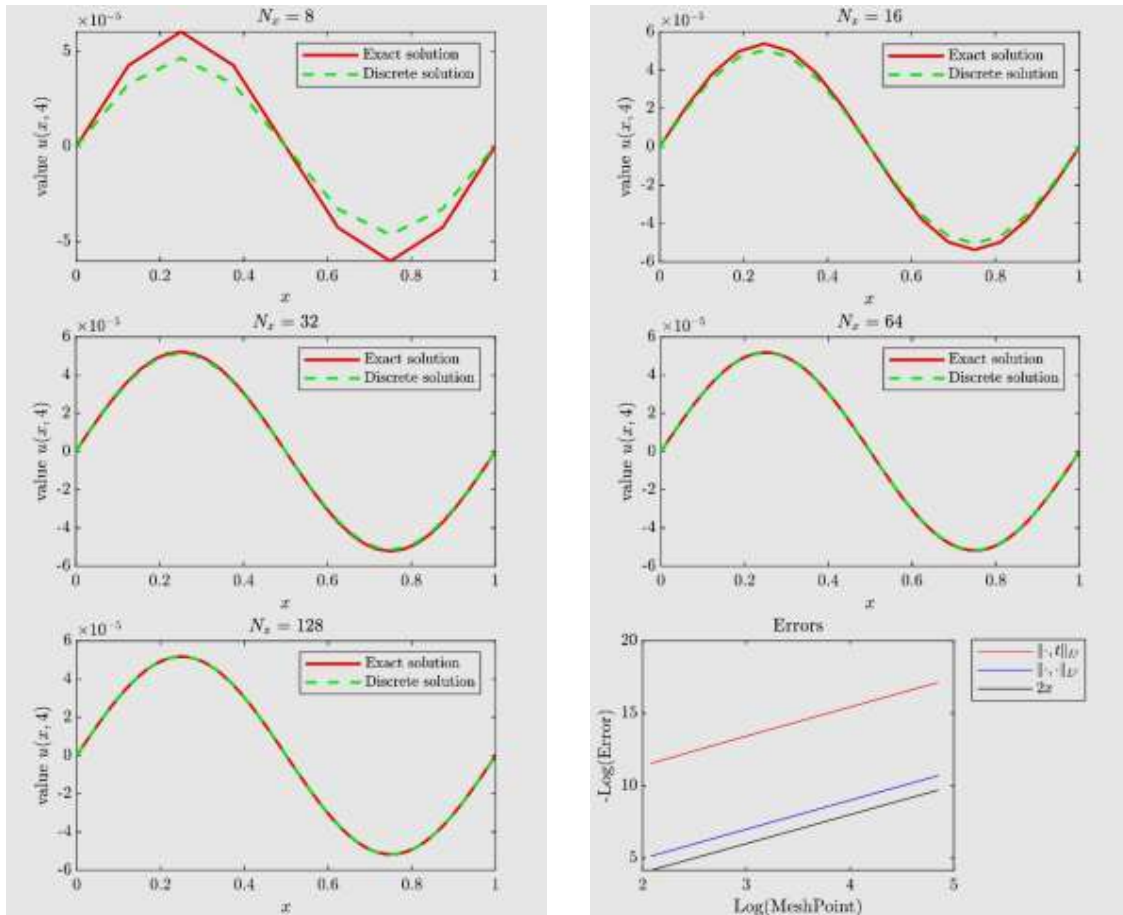 ×10⁻⁵ Nₓ = 8
5
0
-5
value u(x, 4)
Exact solution
Discrete solution
0 0.2 0.4 0.6 0.8 1
x
×10⁻⁵ Nₓ = 16
6
4
2
0
-2
-4
-6
value u(x, 4)
Exact solution
Discrete solution
0 0.2 0.4 0.6 0.8 1
x
×10⁻⁵ Nₓ = 32
6
4
2
0
-2
-4
-6
value u(x, 4)
Exact solution
Discrete solution
0 0.2 0.4 0.6 0.8 1
x
×10⁻⁵ Nₓ = 64
6
4
2
0
-2
-4
-6
value u(x, 4)
Exact solution
Discrete solution
0 0.2 0.4 0.6 0.8 1
x
×10⁻⁵ Nₓ = 128
6
4
2
0
-2
-4
-6
value u(x, 4)
Exact solution
Discrete solution
0 0.2 0.4 0.6 0.8 1
x
Errors
20
15
10
5
-Log(Error)
2x
2 3 4 5
Log(MeshPoint)